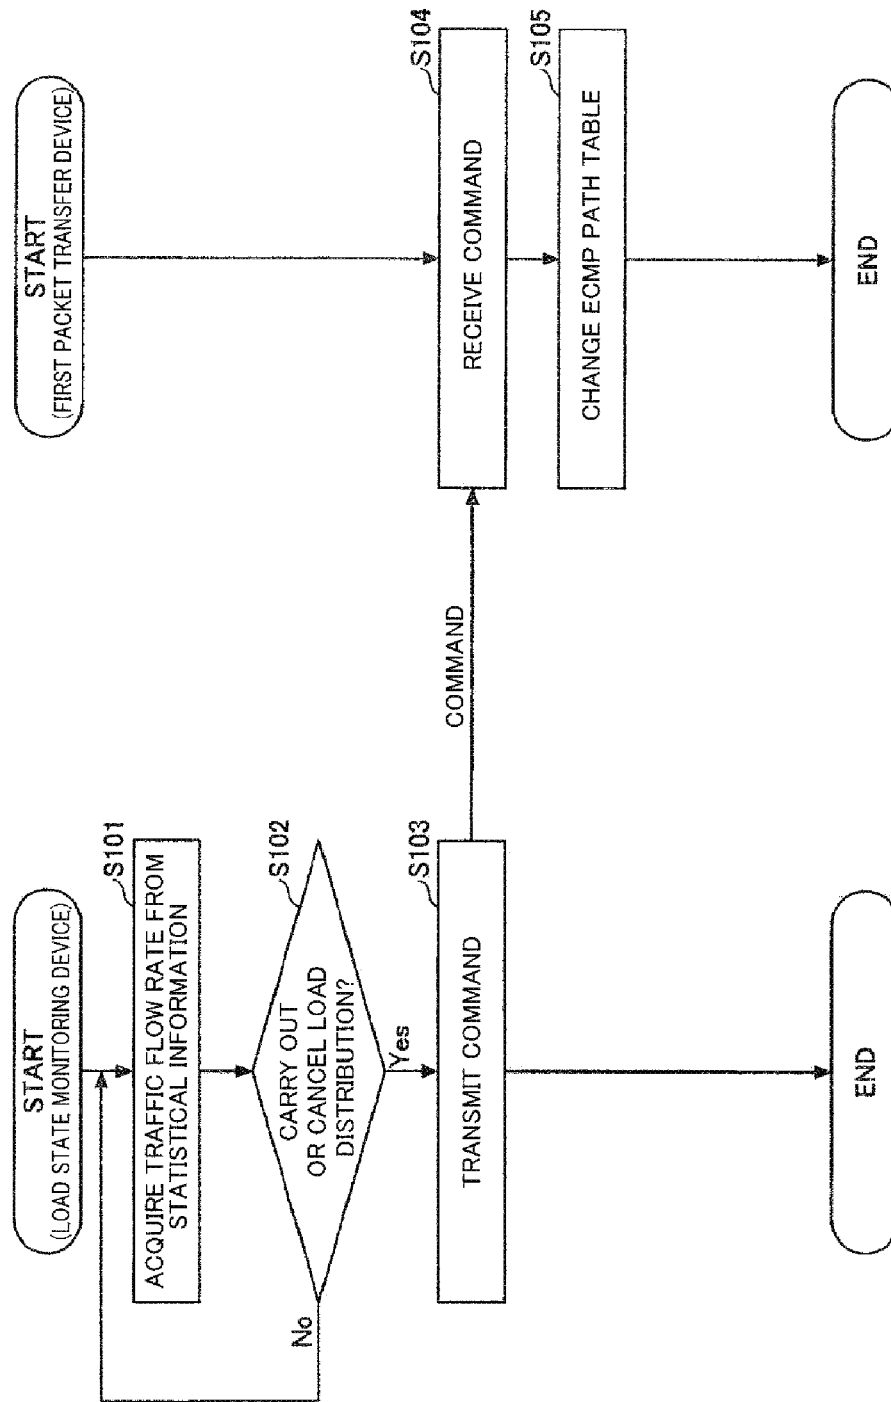 START
(LOAD STATE MONITORING DEVICE)
S101
ACQUIRE TRAFFIC FLOW RATE FROM
STATISTICAL INFORMATION
S102
CARRY OUT
OR CANCEL LOAD
DISTRIBUTION?
No
Yes
S103
TRANSMIT COMMAND
END
COMMAND
START
(FIRST PACKET TRANSFER DEVICE)
S104
RECEIVE COMMAND
S105
CHANGE ECMP PATH TABLE
END